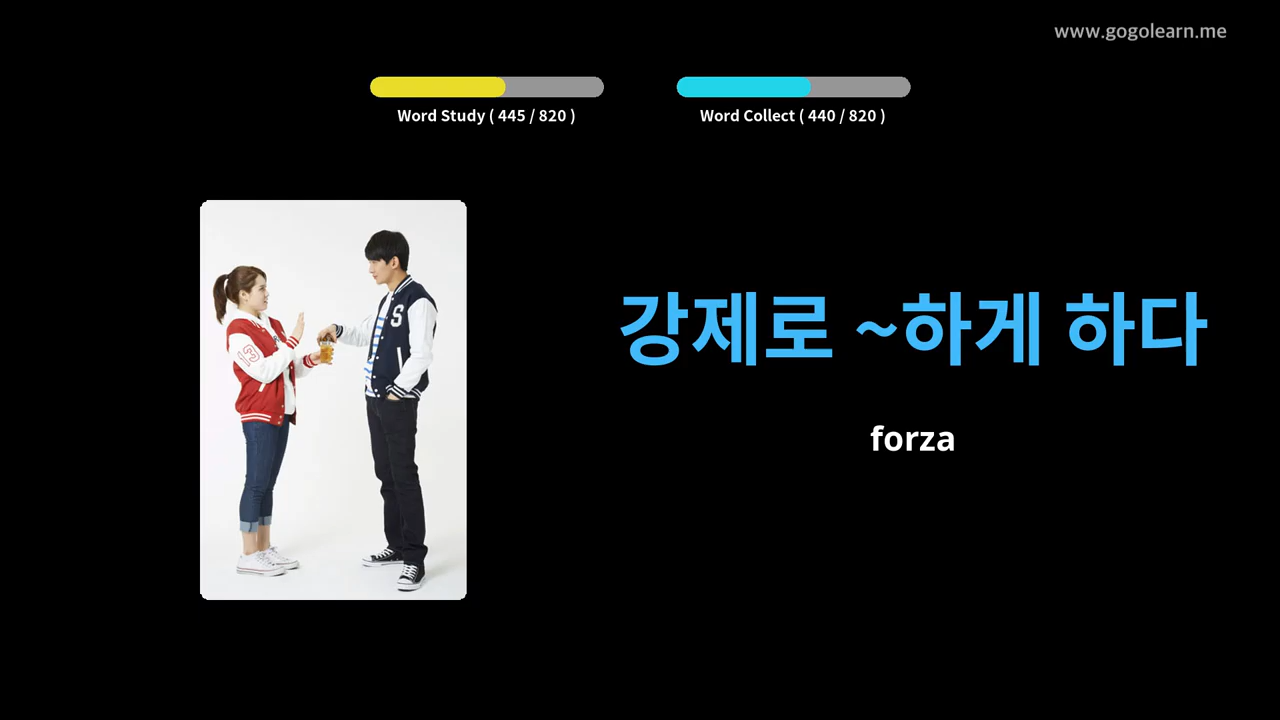 www.gogolearn.me
Word Study ( 445 / 820 )
Word Collect ( 440 / 820 )
강제로 ~하게 하다
forza
S
13